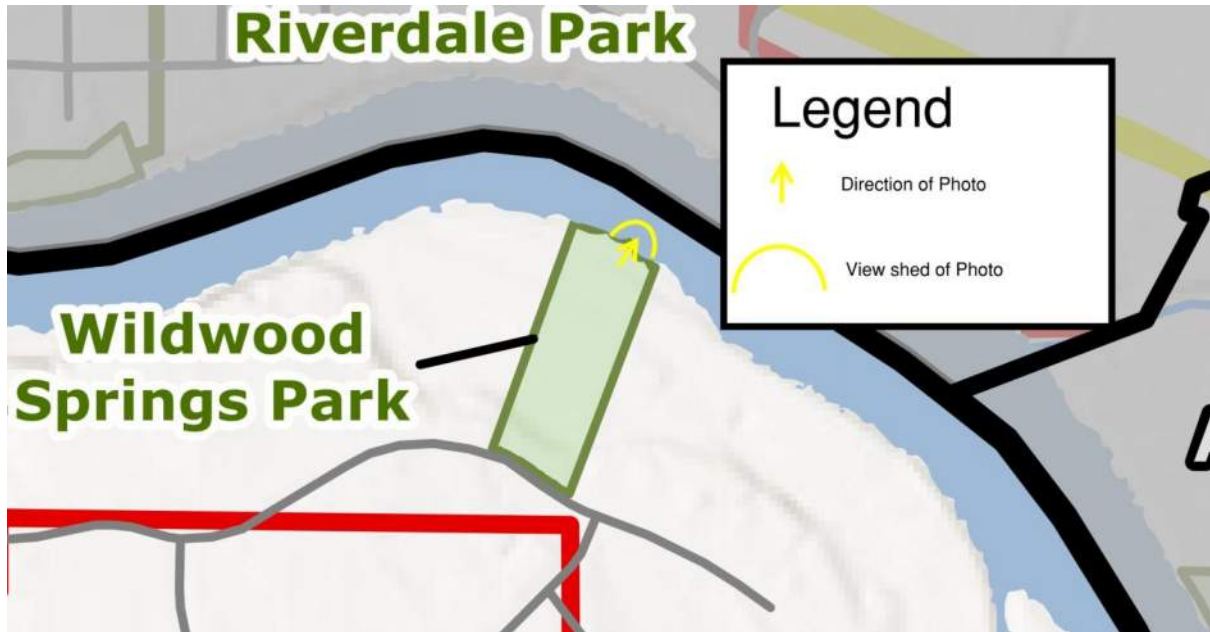 Riverdale Park
Legend
Direction of Photo
View shed of Photo
Wildwood
Springs Park